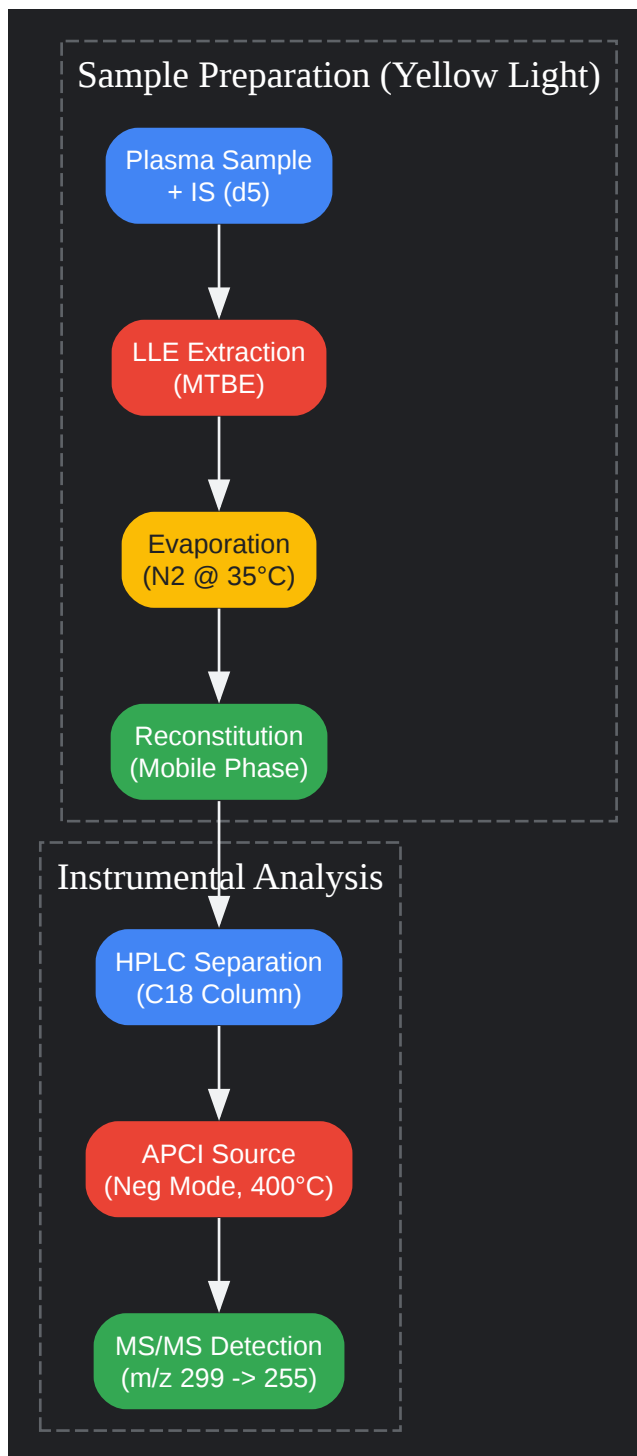 Sample Preparation (Yellow Light)
Plasma Sample
+ IS (d5)
LLE Extraction
(MTBE)
Evaporation
(N2 @ 35°C)
Reconstitution
(Mobile Phase)
Instrumental Analysis
HPLC Separation
(C18 Column)
APCI Source
(Neg Mode, 400°C)
MS/MS Detection
(m/z 299 -> 255)